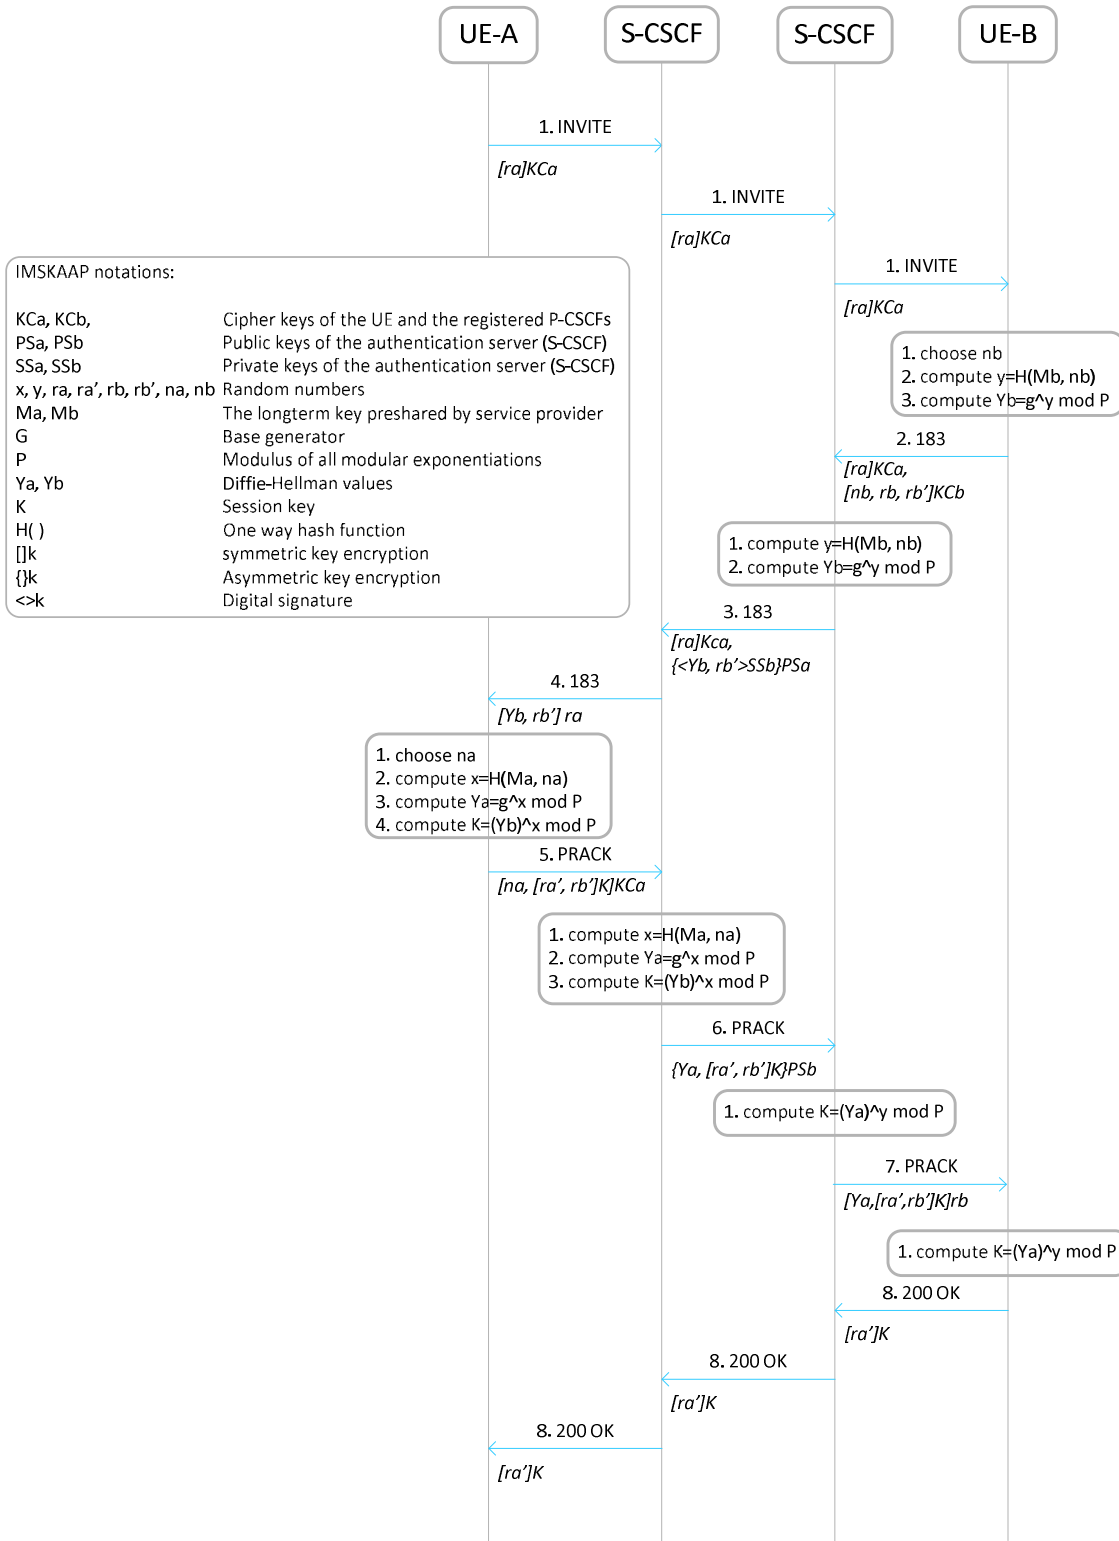 UE-A
S-CSCF
S-CSCF
UE-B
1. INVITE
[ra]KCa
1. INVITE
[ra]KCa
1. INVITE
[ra]KCa
IMSKAAP notations:
KCa, KCb, Cipher keys of the UE and the registered P-CSCFs
PSa, PSb Public keys of the authentication server (S-CSCF)
SSa, SSb Private keys of the authentication server (S-CSCF)
x, y, ra, ra’, rb, rb’, na, nb Random numbers
Ma, Mb The longterm key preshared by service provider
G Base generator
P Modulus of all modular exponentiations
Ya, Yb Diffie-Hellman values
K Session key
H( ) One way hash function
[]k symmetric key encryption
{}k Asymmetric key encryption
<>k Digital signature
1. choose nb
2. compute y=H(Mb, nb)
3. compute Yb=g^y mod P
2. 183
[ra]KCa,
[nb, rb, rb’]KCb
1. compute y=H(Mb, nb)
2. compute Yb=g^y mod P
3. 183
[ra]Kca,
{<Yb, rb’>SSb}PSa
4. 183
[Yb, rb’] ra
1. choose na
2. compute x=H(Ma, na)
3. compute Ya=g^x mod P
4. compute K=(Yb)^x mod P
5. PRACK
[na, [ra’, rb’]K]KCa
1. compute x=H(Ma, na)
2. compute Ya=g^x mod P
3. compute K=(Yb)^x mod P
6. PRACK
{Ya, [ra’, rb’]K}PSb
1. compute K=(Ya)^y mod P
7. PRACK
[Ya,[ra’,rb’]K]rb
1. compute K=(Ya)^y mod P
8. 200 OK
[ra’]K
8. 200 OK
[ra’]K
8. 200 OK
[ra’]K